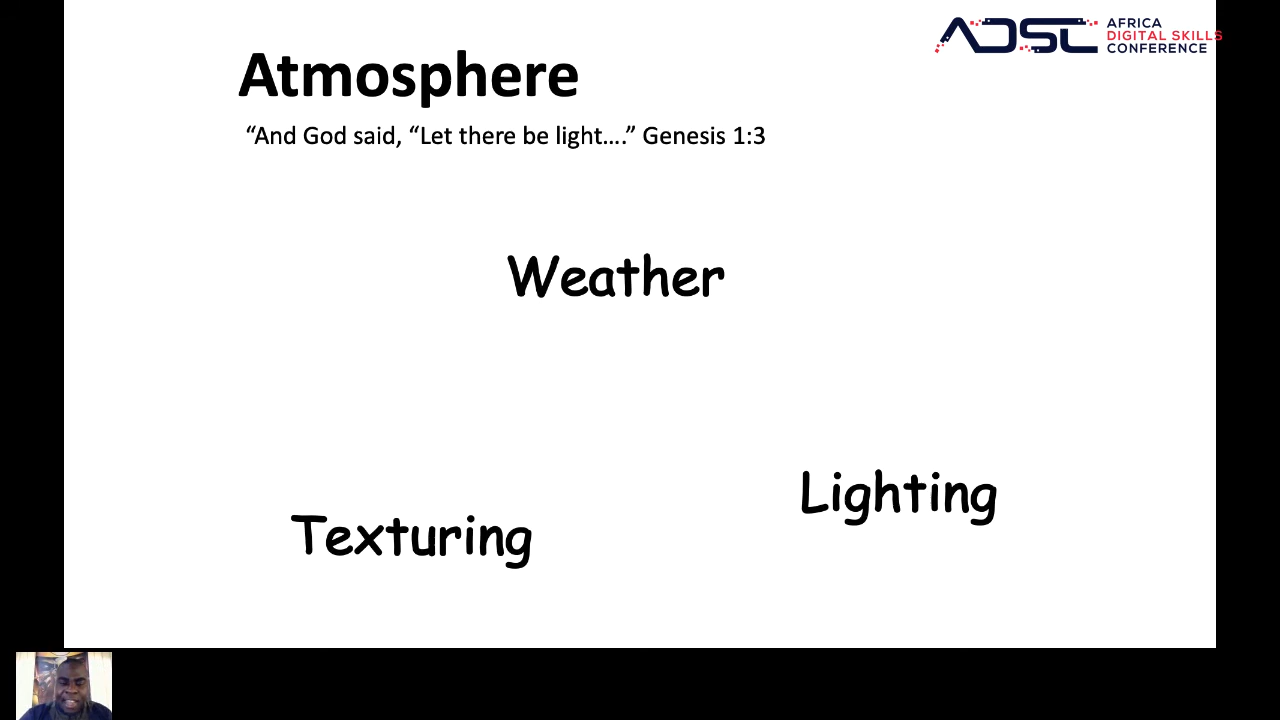 AFRICA
DIGITAL SKILLS
CONFERENCE
Atmosphere
“And God said, “Let there be light….” Genesis 1:3
Weather
Lighting
Texturing